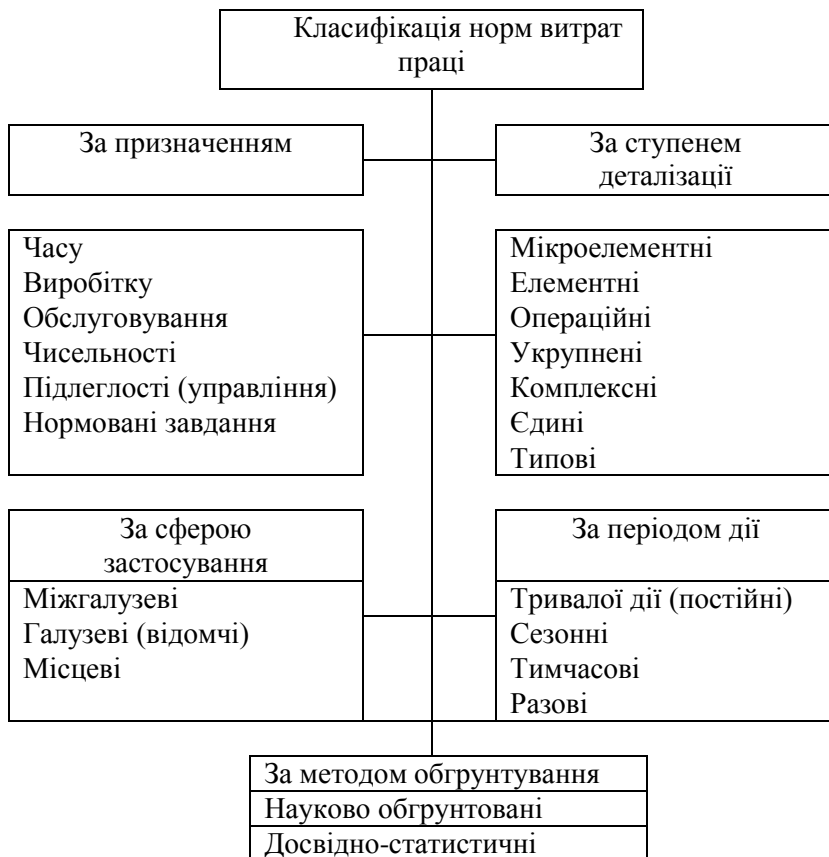 Класифікація норм витрат
праці
За призначенням
За ступенем
деталізації
Часу
Виробітку
Обслуговування
Чисельності
Підлеглості (управління)
Нормовані завдання
Мікроелементні
Елементні
Операційні
Укрупнені
Комплексні
Єдині
Типові
За сферою
застосування
Міжгалузеві
Галузеві (відомчі)
Місцеві
За періодом дії
Тривалої дії (постійні)
Сезонні
Тимчасові
Разові
За методом обгрунтування
Науково обгрунтовані
Досвідно-статистичні